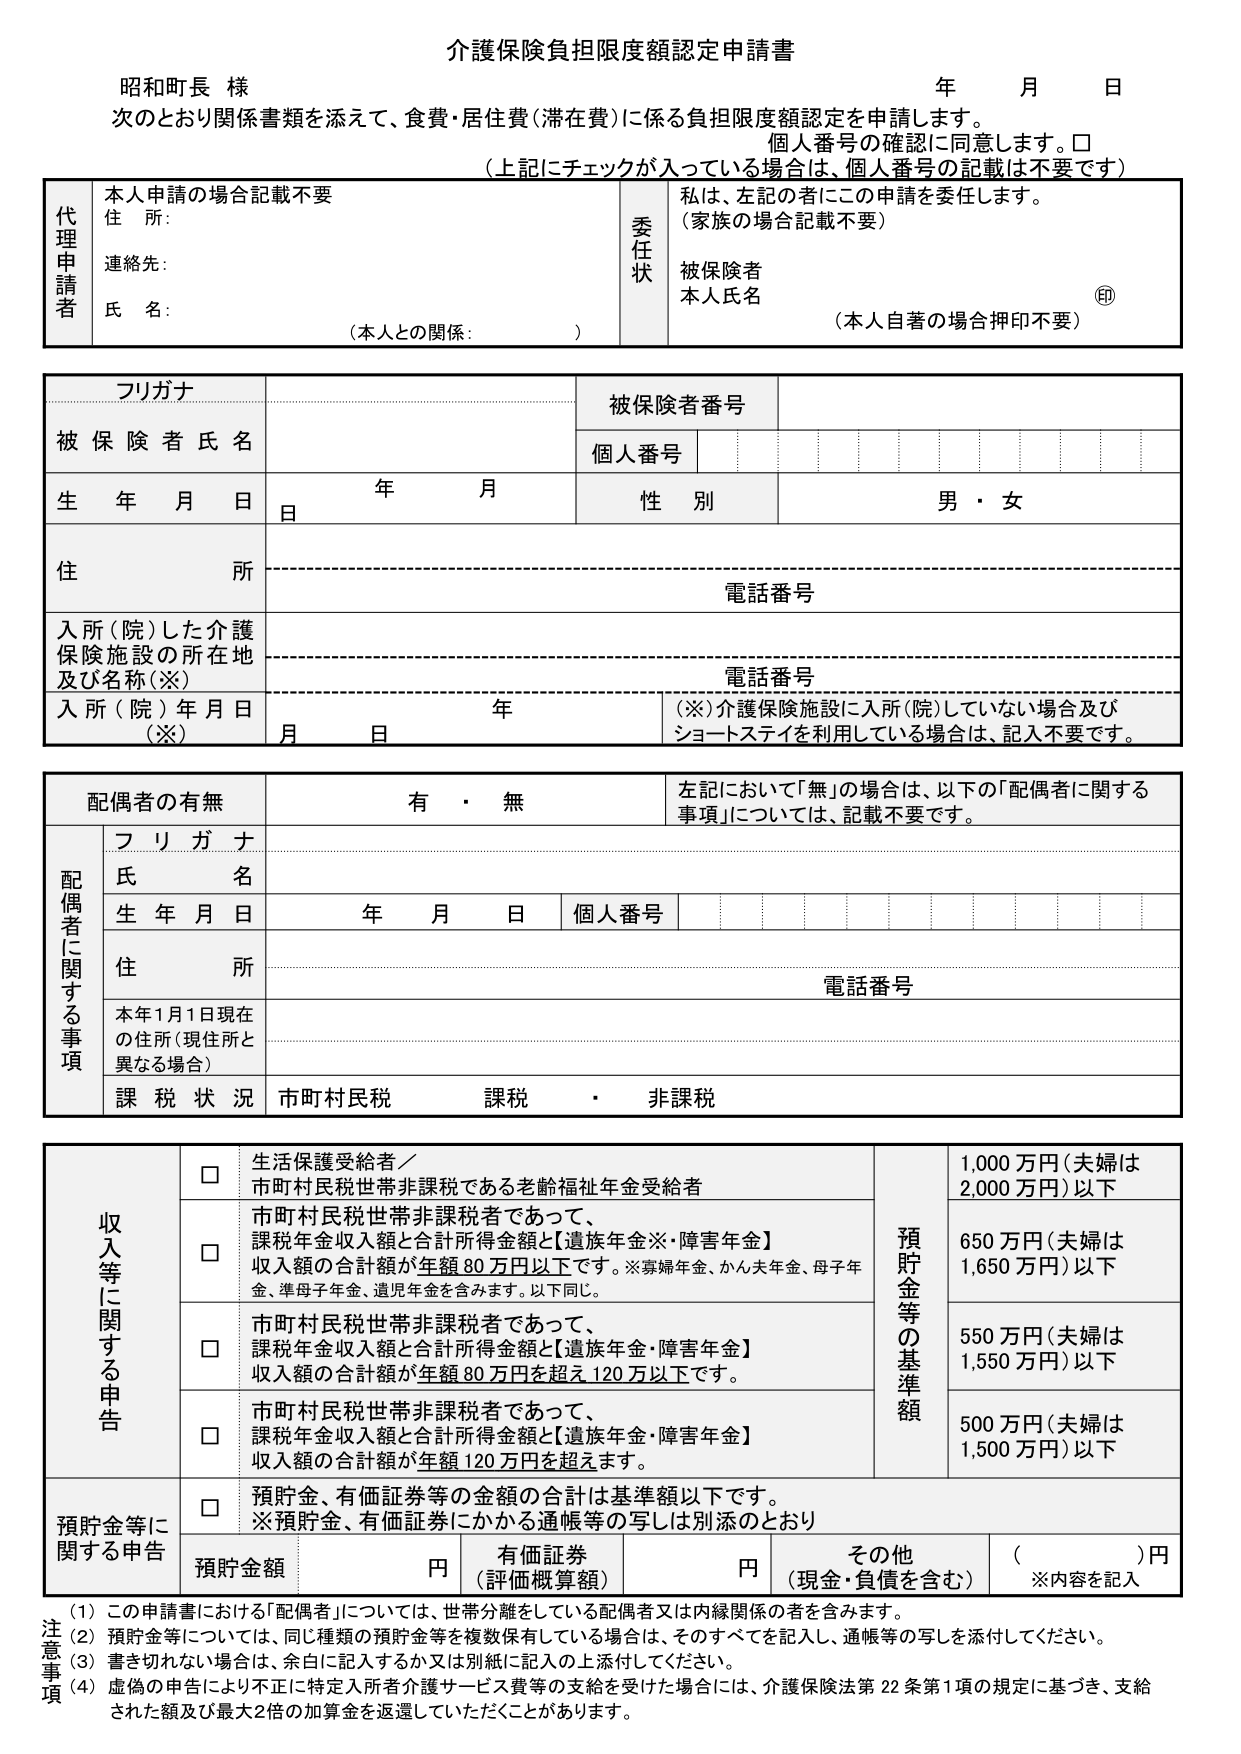 介護保険負担限度額認定申請書
昭和町長 様 年 月 日
次のとおり関係書類を添えて、食費・居住費(滞在費)に係る負担限度額認定を申請します。
個人番号の確認に同意します。□
(上記にチェックが入っている場合は、個人番号の記載は不要です)
代理申請者
本人申請の場合記載不要
住 所:
連絡先:
氏 名:
(本人との関係: )
委任状
私は、左記の者にこの申請を委任します。
(家族の場合記載不要)
被保険者
本人氏名 ㊞
(本人自著の場合押印不要)
フリガナ
被保険者氏名
被保険者番号
個人番号
生年月日
年 月
日
性 別
男 ・ 女
住 所
電話番号
入所(院)した介護
保険施設の所在地
及び名称(※)
電話番号
入所(院)年月日
(※)
年
月 日
(※)介護保険施設に入所(院)していない場合及び
ショートステイを利用している場合は、記入不要です。
配偶者の有無
有 ・ 無
左記において「無」の場合は、以下の「配偶者に関する
事項」については、記載不要です。
配偶者に関する事項
フリガナ
氏 名
生年月日
年 月 日
個人番号
住 所
電話番号
本年1月1日現在
の住所(現住所と
異なる場合)
課税状況
市町村民税 課税 ・ 非課税
収入等に関する申告
□
生活保護受給者/
市町村民税世帯非課税である老齢福祉年金受給者
□
市町村民税世帯非課税者であって、
課税年金収入額と合計所得金額と【遺族年金※・障害年金】
収入額の合計額が年額80万円以下です。※寡婦年金、かん夫年金、母子年
金、準母子年金、遺児年金を含みます。以下同じ。
□
市町村民税世帯非課税者であって、
課税年金収入額と合計所得金額と【遺族年金・障害年金】
収入額の合計額が年額80万円を超え120万以下です。
□
市町村民税世帯非課税者であって、
課税年金収入額と合計所得金額と【遺族年金・障害年金】
収入額の合計額が年額120万円を超えます。
預貯金等の基準額
1,000万円(夫婦は
2,000万円)以下
650万円(夫婦は
1,650万円)以下
550万円(夫婦は
1,550万円)以下
500万円(夫婦は
1,500万円)以下
預貯金等に
関する申告
□
預貯金、有価証券等の金額の合計は基準額以下です。
※預貯金、有価証券にかかる通帳等の写しは別添のとおり
預貯金額
円
有価証券
(評価概算額)
円
その他
(現金・負債を含む)
( )円
※内容を記入
注意事項
(1) この申請書における「配偶者」については、世帯分離をしている配偶者又は内縁関係の者を含みます。
(2) 預貯金等については、同じ種類の預貯金等を複数保有している場合は、そのすべてを記入し、通帳等の写しを添付してください。
(3) 書き切れない場合は、余白に記入するか又は別紙に記入の上添付してください。
(4) 虚偽の申告により不正に特定入所者介護サービス費等の支給を受けた場合には、介護保険法第22条第1項の規定に基づき、支給
された額及び最大2倍の加算金を返還していただくことがあります。